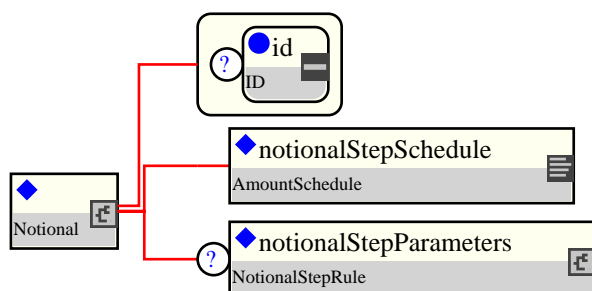 ? id
ID
notionalStepSchedule
AmountSchedule
Notional
? notionalStepParameters
NotionalStepRule